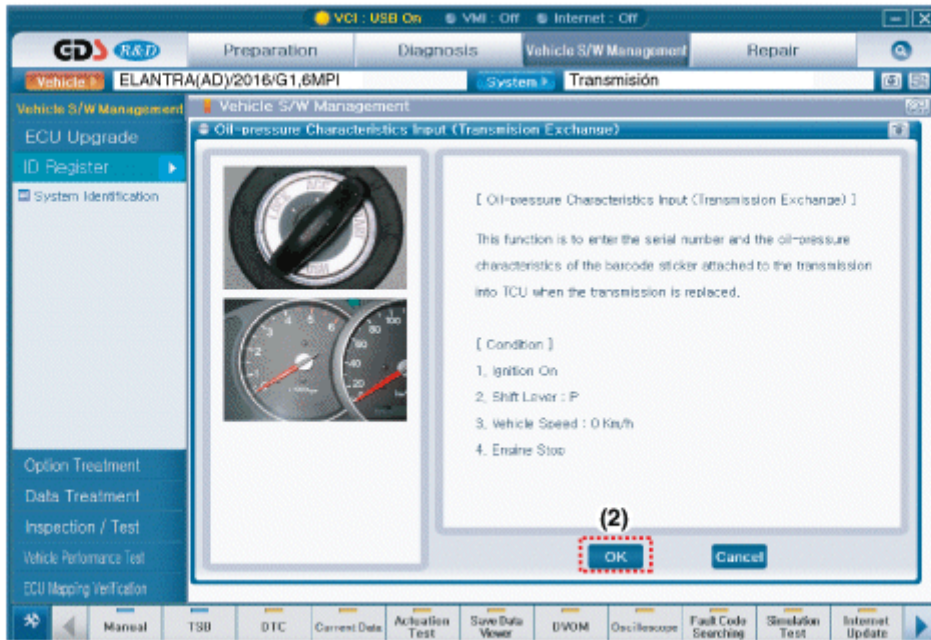 VCI : USB On VMI : Off Internet : Off
GDS R&D Preparation Diagnosis Vehicle S/W Management Repair
Vehicle ELANTRA(AD)/2016/G1,6MPI System Transmisión
Vehicle S/W Management
Vehicle S/W Management
ECU Upgrade
Oil-pressure Characteristics Input (Transmision Exchange)
ID Register
System Identification
[ Oil-pressure Characteristics Input (Transmission Exchange) ]
This function is to enter the serial number and the oil-pressure
characteristics of the barcode sticker attached to the transmission
into TCU when the transmission is replaced.
[ Condition ]
1. Ignition On
2. Shift Lever : P
3. Vehicle Speed : 0 Km/h
4. Engine Stop
Option Treatment
Data Treatment
Inspection / Test
Vehicle Performance Test
ECU Mapping Verification
(2)
OK Cancel
Manual TSB DTC Current Data Actuation Test Save Data Viewer DVOM Oscilloscope Fault Code Searching Simulation Test Internet Update